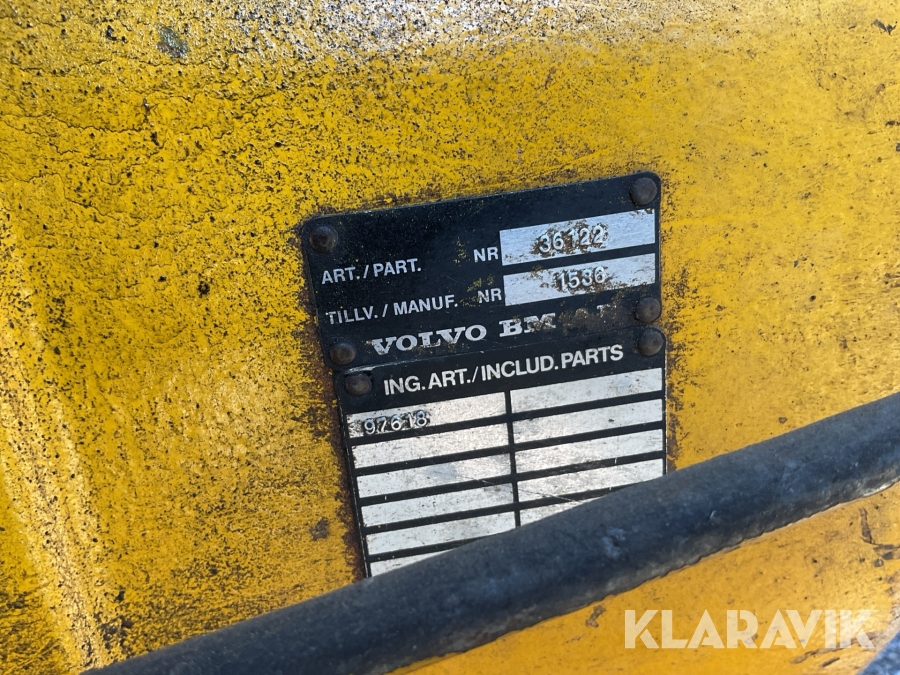 ART./PART. NR 36122
TILLV./MANUF. NR 1536
VOLVO BM
ING.ART./INCLUD.PARTS
97618
KLARAVIK